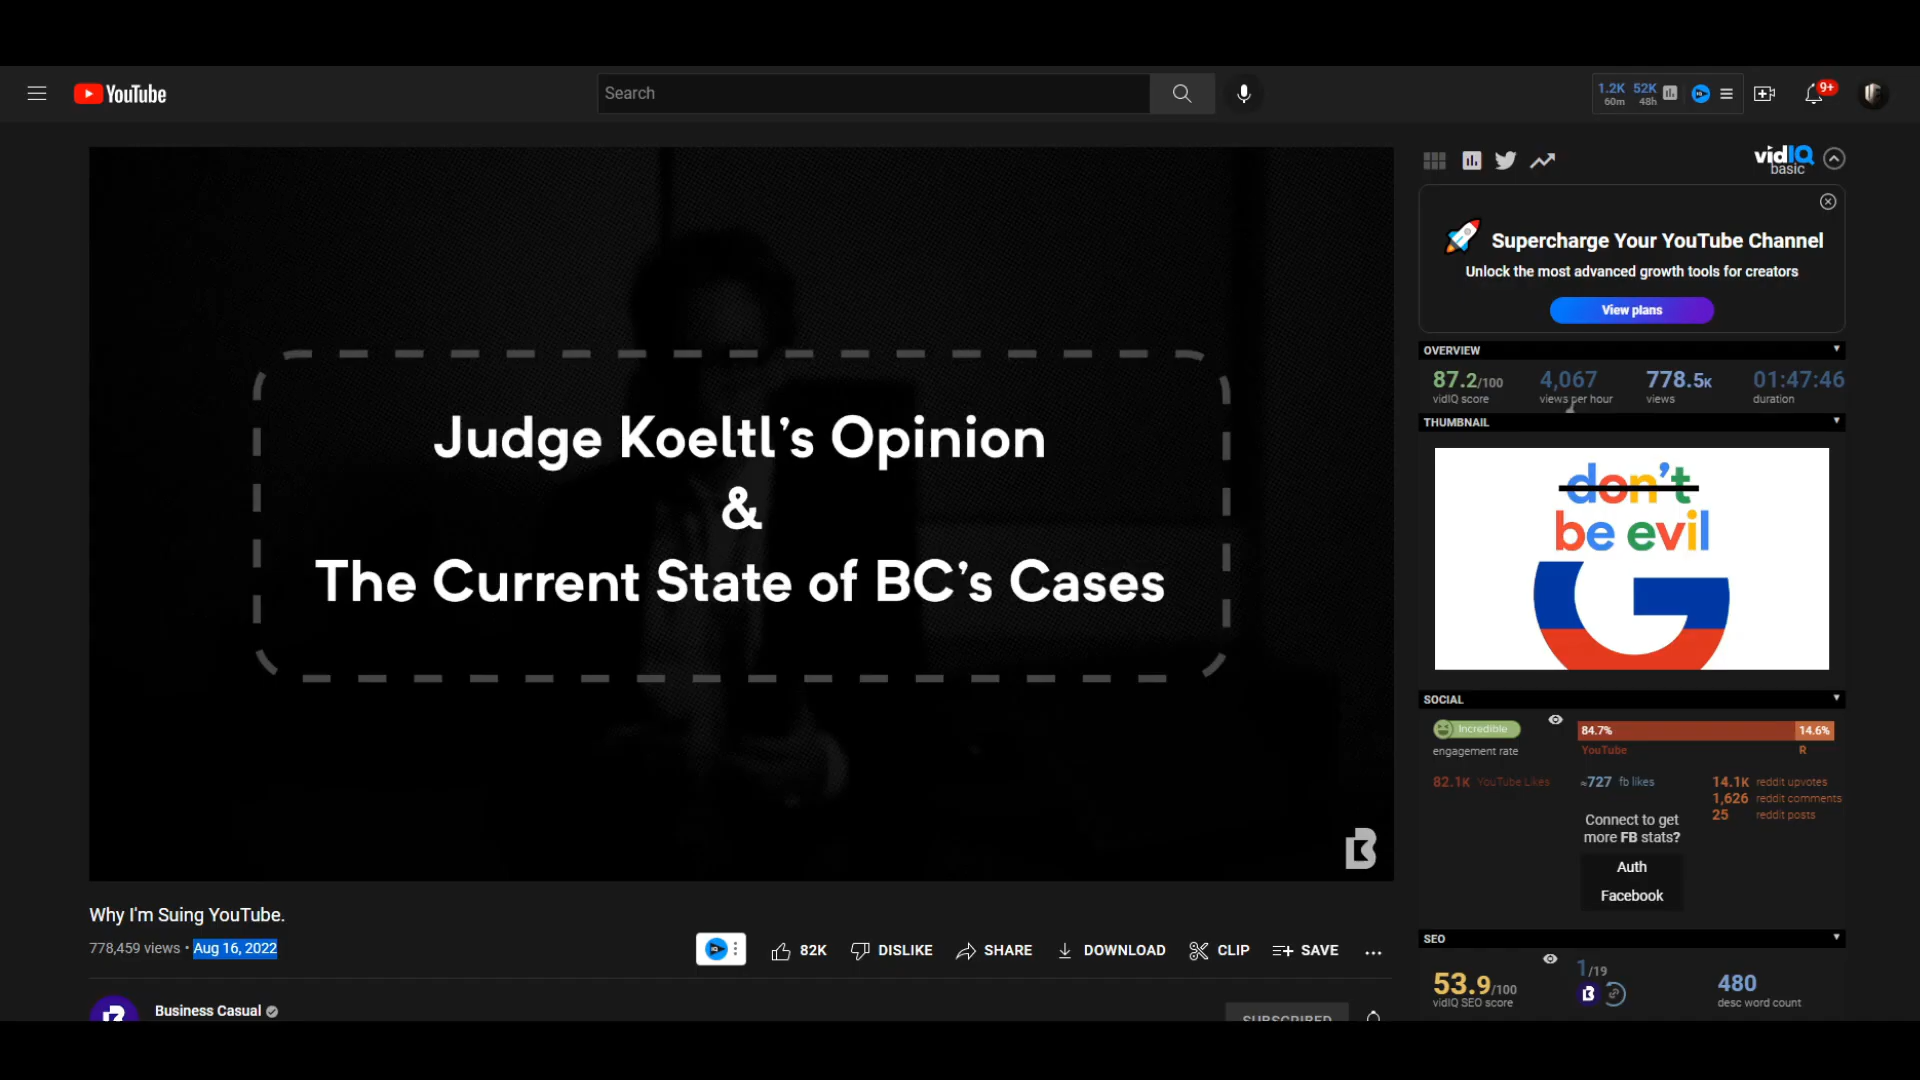 YouTube
Search
1.2K 52K
60m 48h
9+
Judge Koeltl's Opinion
&
The Current State of BC's Cases
Why I'm Suing YouTube.
778,459 views • Aug 16, 2022
82K DISLIKE SHARE DOWNLOAD CLIP SAVE
Business Casual
SUBSCRIBED
vidIQ
basic
Supercharge Your YouTube Channel
Unlock the most advanced growth tools for creators
View plans
OVERVIEW
87.2/100 4,067 778.5K 01:47:46
vidIQ score views per hour views duration
THUMBNAIL
don't
be evil
SOCIAL
Incredible 84.7% 14.6%
engagement rate YouTube R
82.1K YouTube Likes ≈727 fb likes 14.1K reddit upvotes
1,626 reddit comments
25 reddit posts
Connect to get
more FB stats?
Auth
Facebook
SEO
53.9/100 1/19 480
vidIQ SEO score desc word count